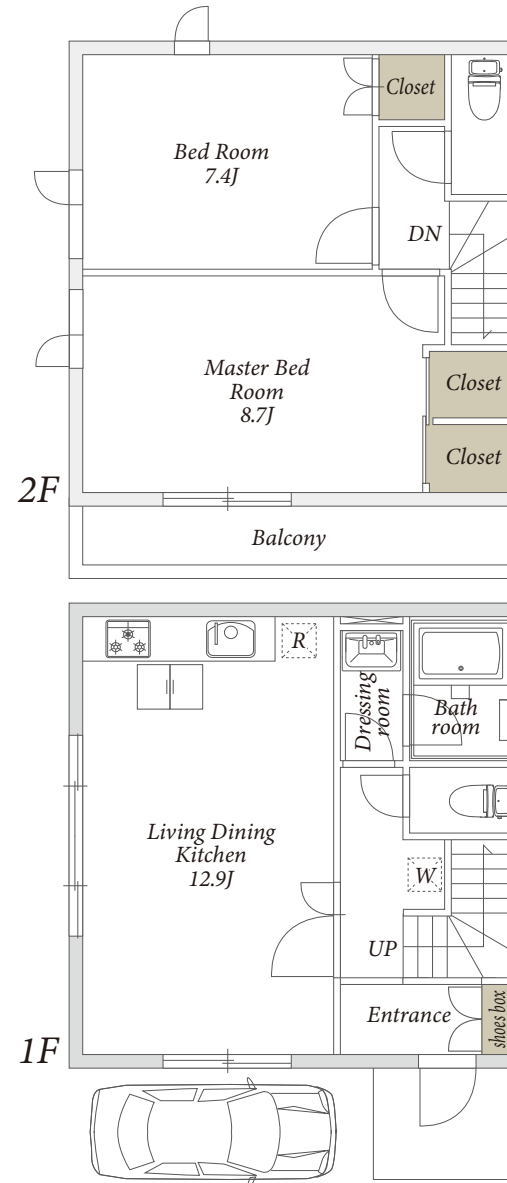 Closet
Bed Room
7.4J
DN
Master Bed
Room
8.7J
Closet
Closet
2F
Balcony
R
Dressing
room
Bath
room
Living Dining
Kitchen
12.9J
W
UP
Entrance
shoes box
1F